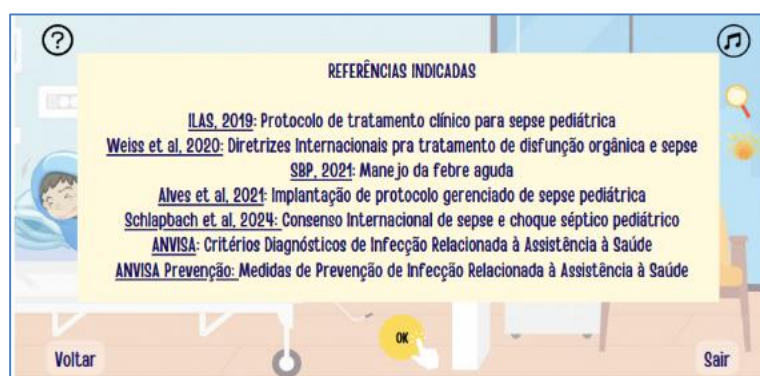 ?
REFERÊNCIAS INDICADAS
ILAS, 2019: Protocolo de tratamento clínico para sepse pediátrica
Weiss et al, 2020: Diretrizes Internacionais pra tratamento de disfunção orgânica e sepse
SBP, 2021: Manejo da febre aguda
Alves et al, 2021: Implantação de protocolo gerenciado de sepse pediátrica
Schlapbach et al, 2024: Consenso Internacional de sepse e choque séptico pediátrico
ANVISA: Critérios Diagnósticos de Infecção Relacionada à Assistência à Saúde
ANVISA Prevenção: Medidas de Prevenção de Infecção Relacionada à Assistência à Saúde
OK
Voltar
Sair